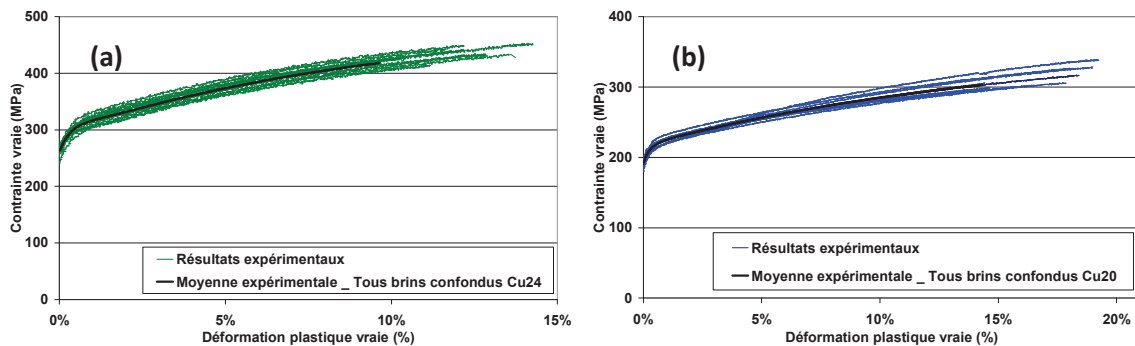 (a)
Contrainte vraie (MPa)
500
400
300
200
100
0
0%
5%
10%
15%
Déformation plastique vraie (%)
Résultats expérimentaux
Moyenne expérimentale _ Tous brins confondus Cu24
(b)
Contrainte vraie (MPa)
400
300
200
100
0
0%
5%
10%
15%
20%
Déformation plastique vraie (%)
Résultats expérimentaux
Moyenne expérimentale _ Tous brins confondus Cu20